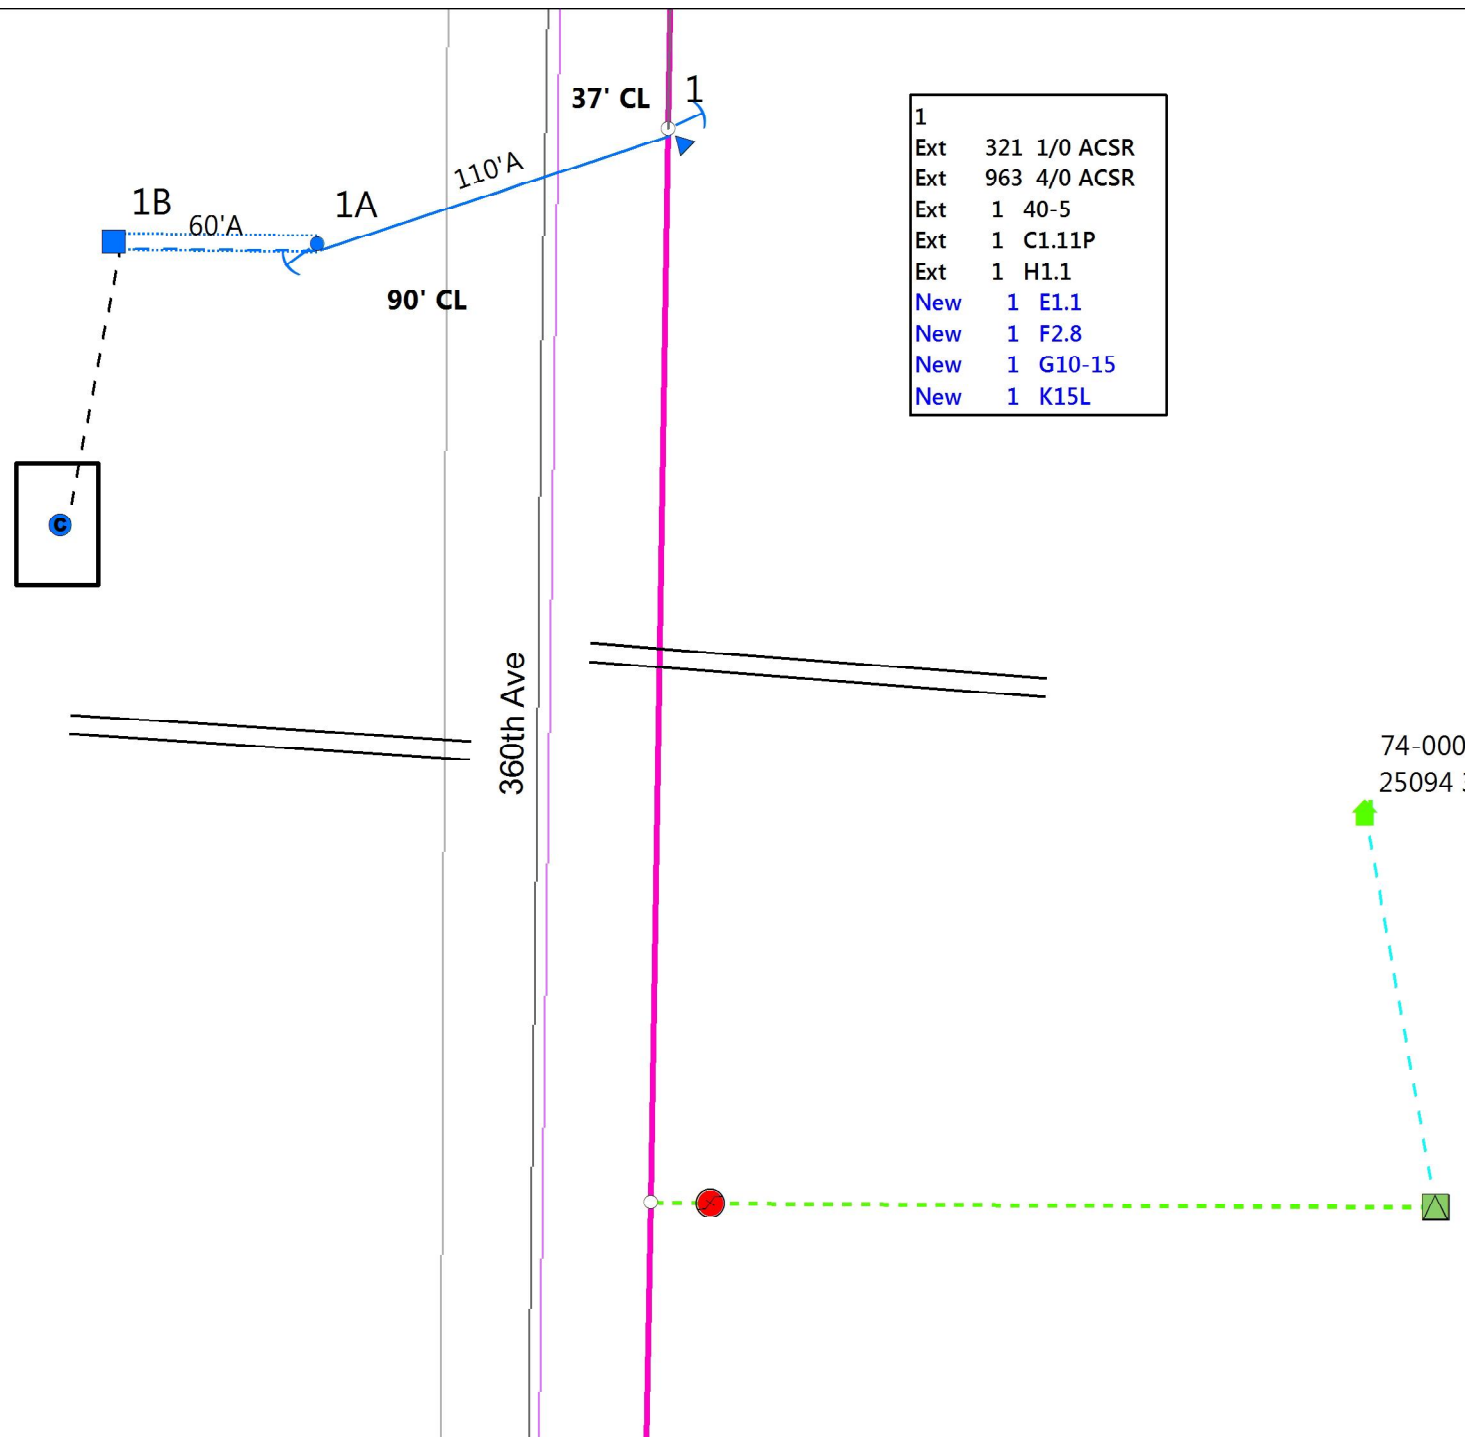 37' CL
1
110'A
1B
1A
60'A
90' CL
1
Ext 321 1/0 ACSR
Ext 963 4/0 ACSR
Ext 1 40-5
Ext 1 C1.11P
Ext 1 H1.1
New 1 E1.1
New 1 F2.8
New 1 G10-15
New 1 K15L
C
360th Ave
74-000
25094